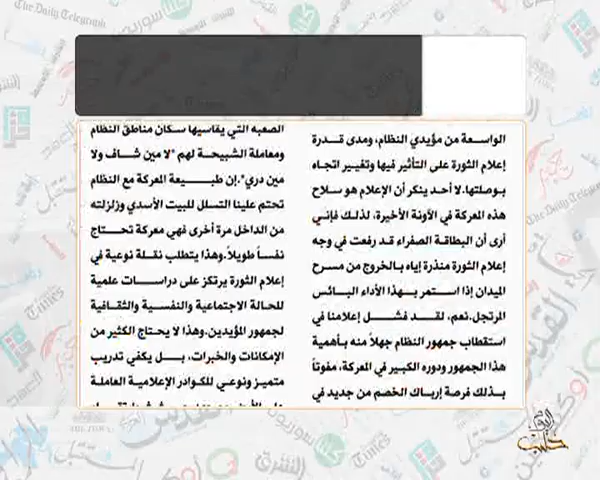 الواسعة من مؤيدي النظام، ومدى قدرة
إعلام الثورة على التأثير فيها وتغيير اتجاه
بوصلتها. لا أحد ينكر أن الإعلام هو سلاح
هذه المعركة في الآونة الأخيرة، لذلك فإنني
أرى أن البطاقة الصفراء قد رفعت في وجه
إعلام الثورة منذرة إياه بالخروج من مسرح
الميدان إذا استمر بهذا الأداء البائس
المرتجل. نعم، لقد فشل إعلامنا في
استقطاب جمهور النظام جهلاً منه بأهمية
هذا الجمهور ودوره الكبير في المعركة، مفوتاً
بذلك فرصة إرباك الخصم من جديد في
الصعبه التي يقاسيها سكان مناطق النظام
ومعاملة الشبيحة لهم "لا مين شاف ولا
مين دري". إن طبيعة المعركة مع النظام
تحتم علينا التسلل للبيت الأسدي وزلزلته
من الداخل مرة أخرى فهي معركة تحتاج
نفساً طويلاً. وهذا يتطلب نقلة نوعية في
إعلام الثورة يرتكز على دراسات علمية
للحالة الاجتماعية والنفسية والثقافية
لجمهور المؤيدين. وهذا لا يحتاج الكثير من
الإمكانات والخبرات، بل يكفي تدريب
متميز ونوعي للكوادر الإعلامية العاملة
حلب اليوم